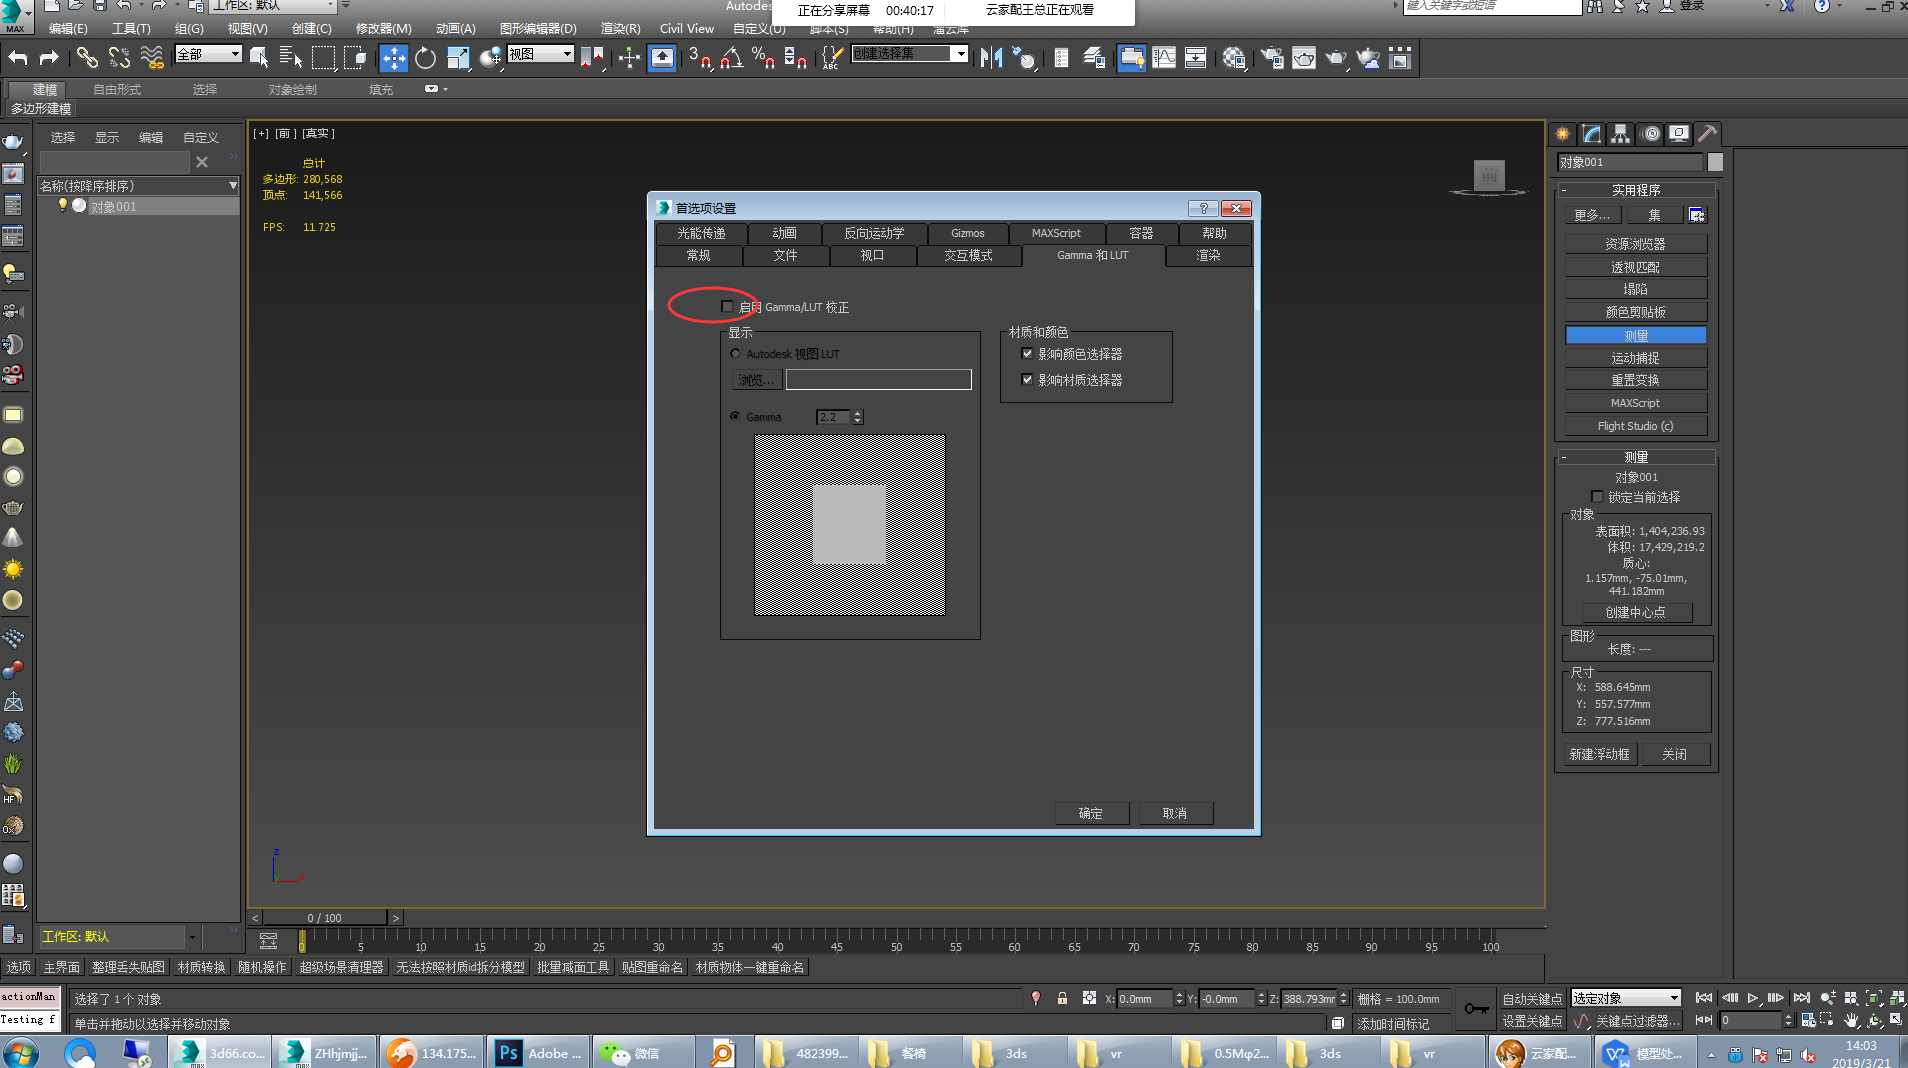 工作区: 默认
Autodes
正在分享屏幕 00:40:17 云家配王总正在观看
键入关键字或短语
登录
MAX
编辑(E) 工具(T) 组(G) 视图(V) 创建(C) 修改器(M) 动画(A) 图形编辑器(D) 渲染(R) Civil View 自定义(U) 脚本(S) 帮助(H) 渲云库
全部
视图
创建选择集
建模 自由形式 选择 对象绘制 填充
多边形建模
选择 显示 编辑 自定义
名称(按降序排序)
对象001
[+] [前] [真实]
总计
多边形: 280,568
顶点: 141,566
FPS: 11.725
前
首选项设置
光能传递 动画 反向运动学 Gizmos MAXScript 容器 帮助
常规 文件 视口 交互模式 Gamma 和 LUT 渲染
启用 Gamma/LUT 校正
显示
Autodesk 视图 LUT
浏览...
Gamma 2.2
材质和颜色
影响颜色选择器
影响材质选择器
确定 取消
对象001
实用程序
更多... 集
资源浏览器
透视匹配
塌陷
颜色剪贴板
测量
运动捕捉
重置变换
MAXScript
Flight Studio (c)
测量
对象001
锁定当前选择
对象
表面积: 1,404,236.93
体积: 17,429,219.2
质心:
1.157mm, -75.01mm,
441.182mm
创建中心点
图形
长度: ---
尺寸
X: 588.645mm
Y: 557.577mm
Z: 777.516mm
新建浮动框 关闭
z
x
< 0 / 100 >
工作区: 默认
0 5 10 15 20 25 30 35 40 45 50 55 60 65 70 75 80 85 90 95 100
选项 主界面 整理丢失贴图 材质转换 随机操作 超级场景清理器 无法按照材质id拆分模型 批量减面工具 贴图重命名 材质物体一键重命名
actionMan
选择了 1 个 对象
X: 0.0mm Y: -0.0mm Z: 388.793mm 栅格 = 100.0mm
自动关键点 选定对象
Testing f
单击并拖动以选择并移动对象
添加时间标记
设置关键点 关键点过滤器...
0
3d66.co... ZHhjmjj... 134.175... Adobe ... 微信 482399... 餐椅 3ds vr 0.5Mφ2... 3ds vr 云家配... 模型处...
14:03
2019/3/21